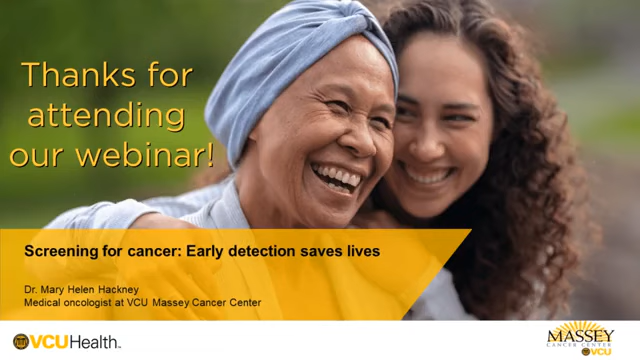 Thanks for
attending
our webinar!
Screening for cancer: Early detection saves lives
Dr. Mary Helen Hackney
Medical oncologist at VCU Massey Cancer Center
VCUHealth™
MASSEY
CANCER CENTER
VCU